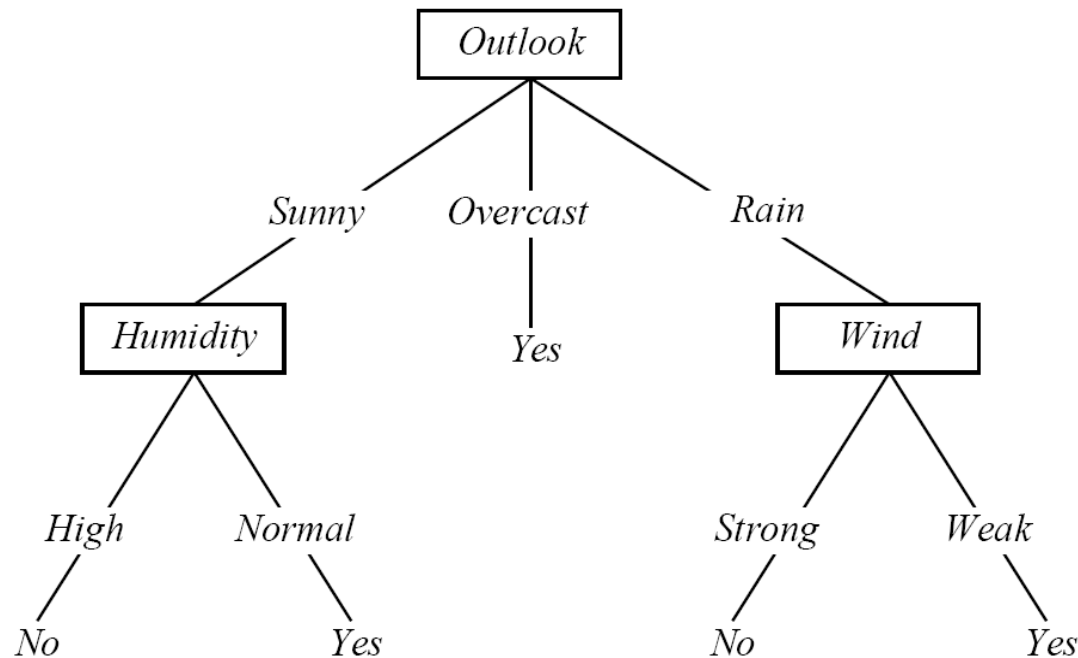 Outlook
Sunny Overcast Rain
Humidity Yes Wind
High Normal Strong Weak
No Yes No Yes